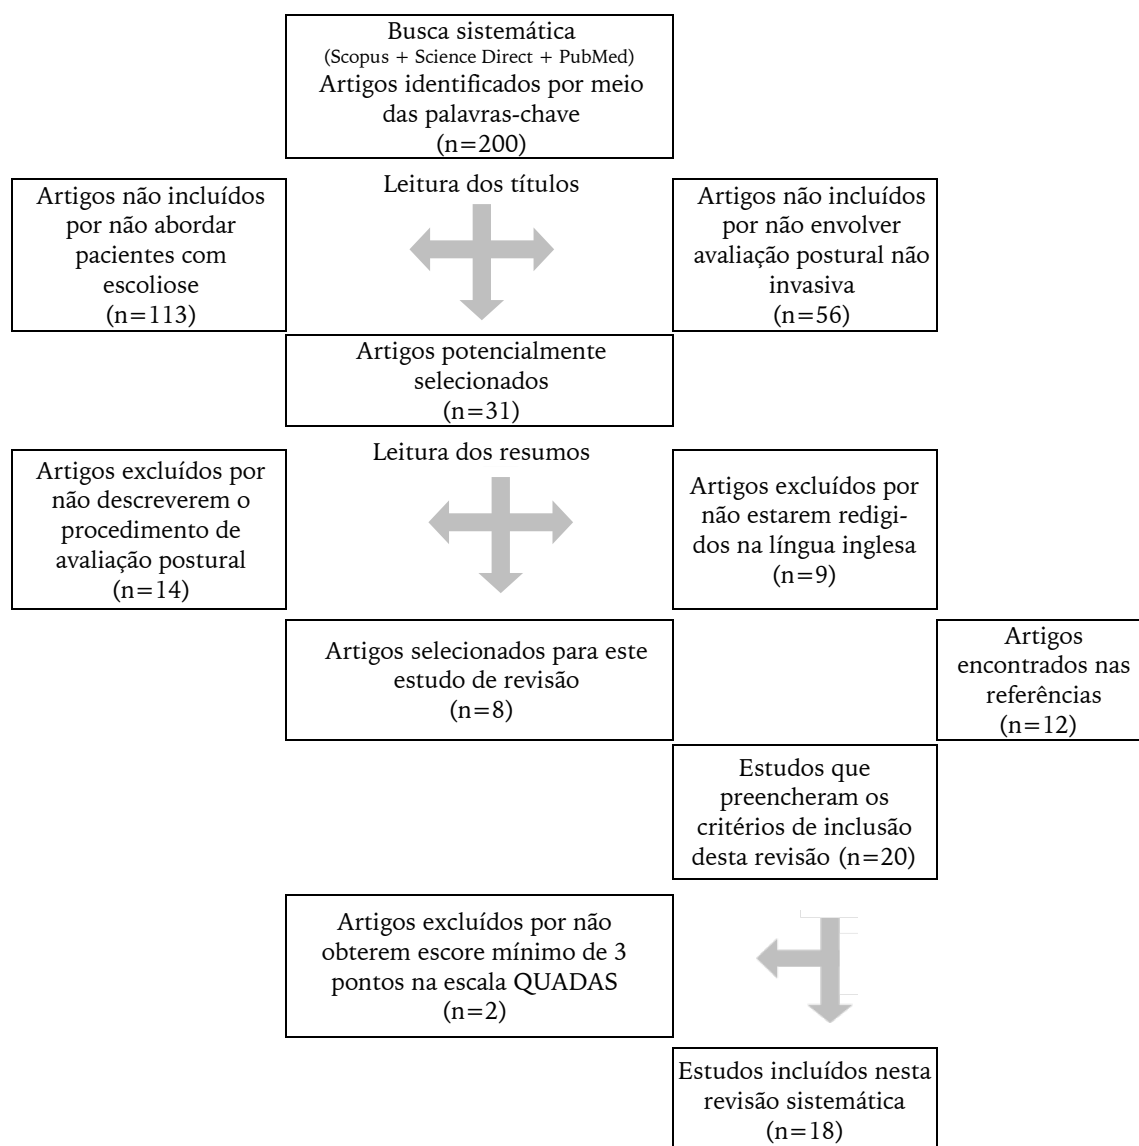 Busca sistemática
(Scopus + Science Direct + PubMed)
Artigos identificados por meio
das palavras-chave
(n=200)
Leitura dos títulos
Artigos não incluídos
por não abordar
pacientes com
escoliose
(n=113)
Artigos não incluídos
por não envolver
avaliação postural não
invasiva
(n=56)
Artigos potencialmente
selecionados
(n=31)
Leitura dos resumos
Artigos excluídos por
não descreverem o
procedimento de
avaliação postural
(n=14)
Artigos excluídos por
não estarem redigi-
dos na língua inglesa
(n=9)
Artigos selecionados para este
estudo de revisão
(n=8)
Artigos
encontrados nas
referências
(n=12)
Estudos que
preencheram os
critérios de inclusão
desta revisão (n=20)
Artigos excluídos por não
obterem escore mínimo de 3
pontos na escala QUADAS
(n=2)
Estudos incluídos nesta
revisão sistemática
(n=18)